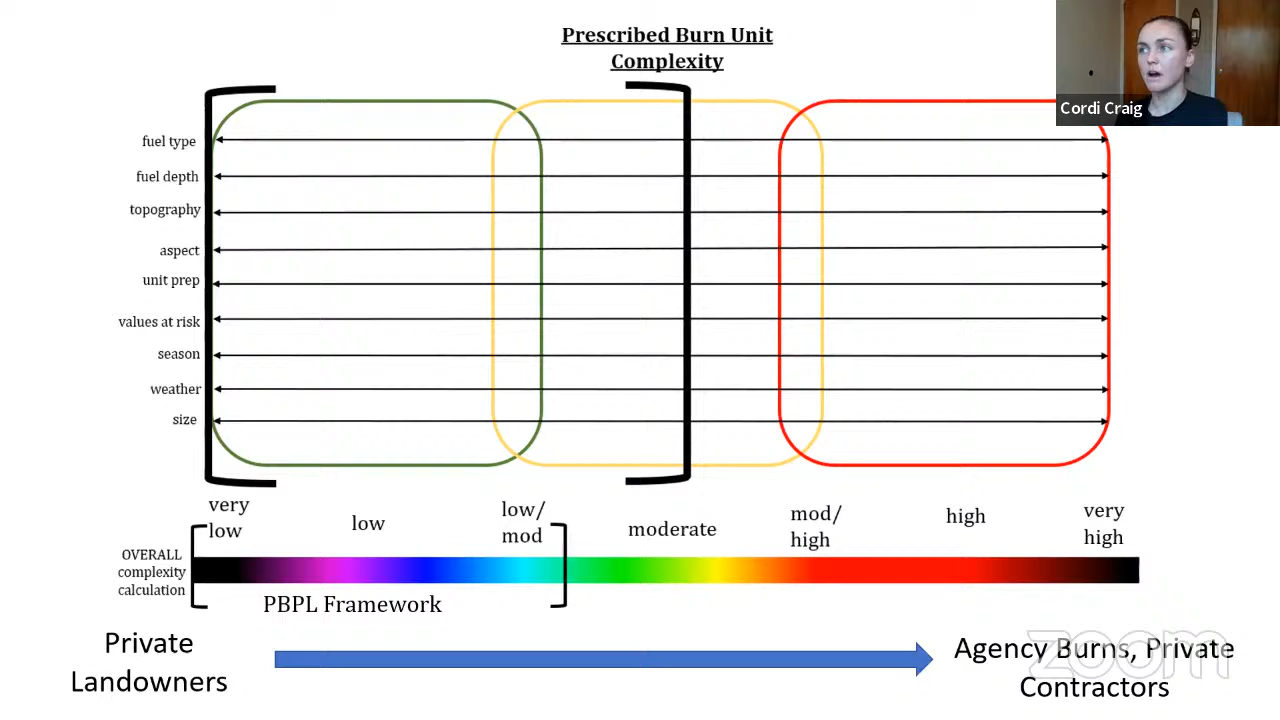 Prescribed Burn Unit
Complexity
Cordi Craig
fuel type
fuel depth
topography
aspect
unit prep
values at risk
season
weather
size
very
low
low
low/
mod
moderate
mod/
high
high
very
high
OVERALL
complexity
calculation
PBPL Framework
Private
Landowners
Agency Burns, Private
Contractors
zoom